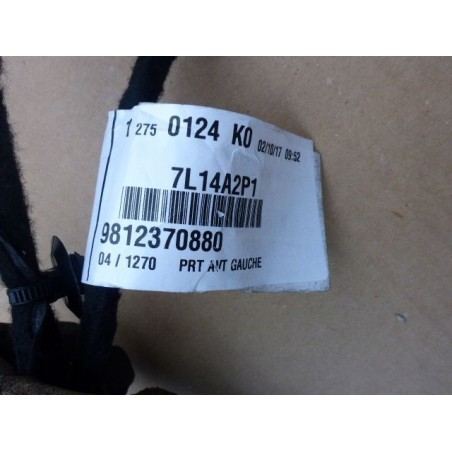 1 275 0124 K0 02/10/17 09:52
7L14A2P1
9812370880
04 / 1270 PRT AVT GAUCHE